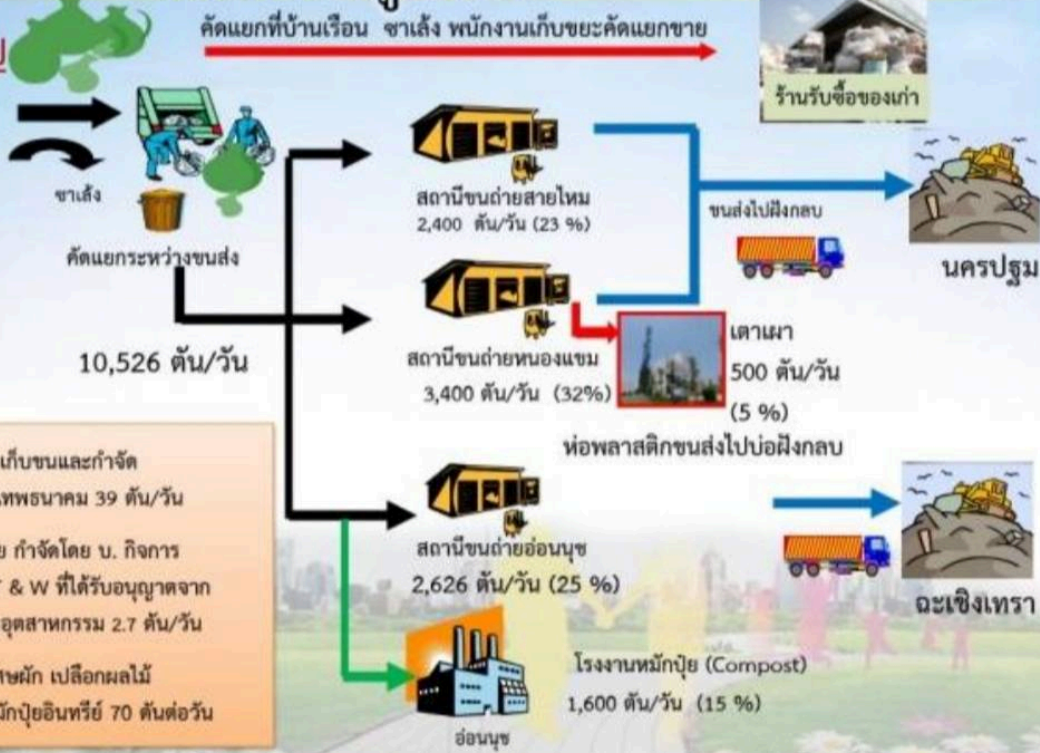 คัดแยกที่บ้านเรือน ซาเล้ง พนักงานเก็บขยะคัดแยกขาย
ร้านรับซื้อของเก่า
ซาเล้ง
คัดแยกระหว่างขนส่ง
10,526 ตัน/วัน
สถานีขนถ่ายสายไหม
2,400 ตัน/วัน (23 %)
ขนส่งไปฝังกลบ
นครปฐม
สถานีขนถ่ายหนองแขม
3,400 ตัน/วัน (32%)
เตาเผา
500 ตัน/วัน
(5 %)
ห่อพลาสติกขนส่งไปบ่อฝังกลบ
สถานีขนถ่ายอ่อนนุช
2,626 ตัน/วัน (25 %)
ฉะเชิงเทรา
โรงงานหมักปุ๋ย (Compost)
1,600 ตัน/วัน (15 %)
อ่อนนุช
เก็บขนและกำจัด
เทพธนาคม 39 ตัน/วัน
กำจัดโดย บ. กิจการ
& W ที่ได้รับอนุญาตจาก
อุตสาหกรรม 2.7 ตัน/วัน
ผัก เปลือกผลไม้
ปุ๋ยอินทรีย์ 70 ตันต่อวัน